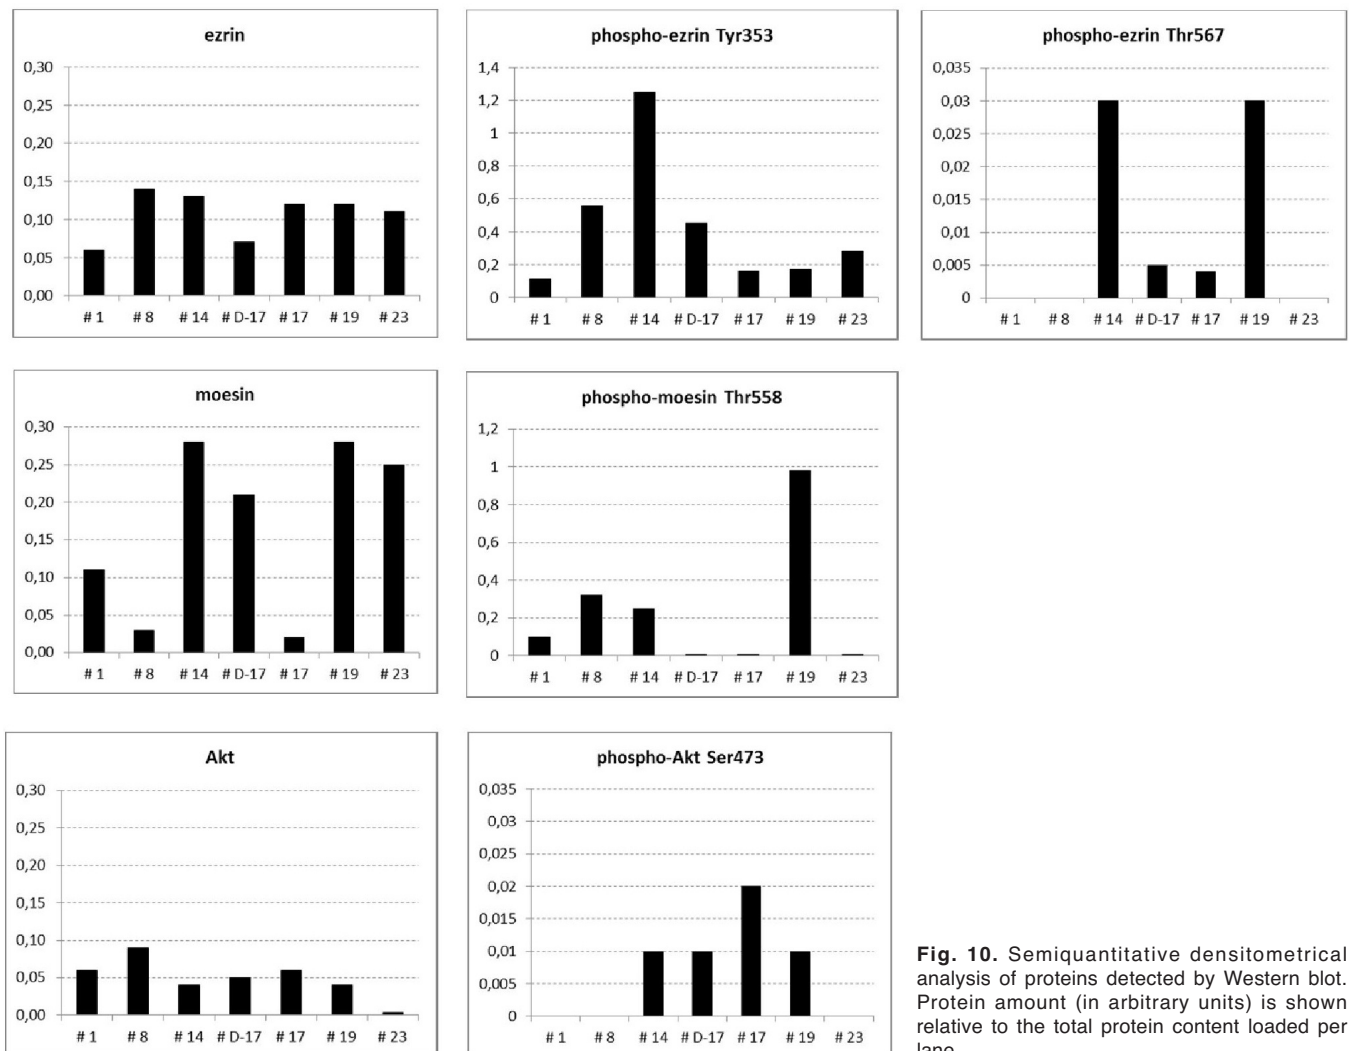 ezrin
0,30
0,25
0,20
0,15
0,10
0,05
0,00
# 1 # 8 # 14 # D-17 # 17 # 19 # 23
phospho-ezrin Tyr353
1,4
1,2
1
0,8
0,6
0,4
0,2
0
# 1 # 8 # 14 # D-17 # 17 # 19 # 23
phospho-ezrin Thr567
0,035
0,03
0,025
0,02
0,015
0,01
0,005
0
# 1 # 8 # 14 # D-17 # 17 # 19 # 23
moesin
0,30
0,25
0,20
0,15
0,10
0,05
0,00
# 1 # 8 # 14 # D-17 # 17 # 19 # 23
phospho-moesin Thr558
1,2
1
0,8
0,6
0,4
0,2
0
# 1 # 8 # 14 # D-17 # 17 # 19 # 23
Akt
0,30
0,25
0,20
0,15
0,10
0,05
0,00
# 1 # 8 # 14 # D-17 # 17 # 19 # 23
phospho-Akt Ser473
0,035
0,03
0,025
0,02
0,015
0,01
0,005
0
# 1 # 8 # 14 # D-17 # 17 # 19 # 23
Fig. 10. Semiquantitative densitometrical
analysis of proteins detected by Western blot.
Protein amount (in arbitrary units) is shown
relative to the total protein content loaded per
lane.